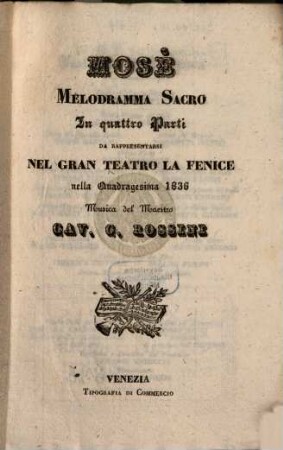 MOSÈ
MELODRAMMA SACRO
In quattro Parti
DA RAPPRESENTARSI
NEL GRAN TEATRO LA FENICE
nella Quadragesima 1836
Musica del Maestro
CAV. G. ROSSINI
VENEZIA
TIPOGRAFIA DI COMMERCIO